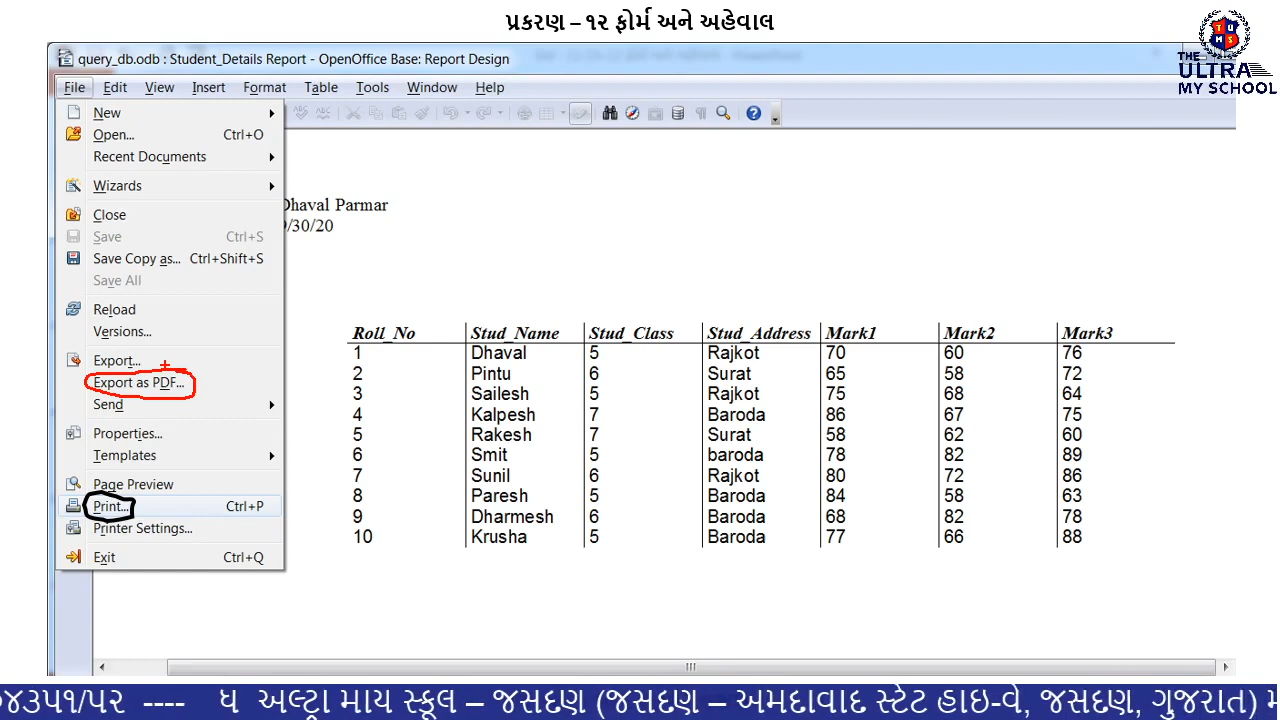 પ્રકરણ – ૧૨ ફોર્મ અને અહેવાલ
TUMS
THE
ULTRA
MY SCHOOL
query_db.odb : Student_Details Report - OpenOffice Base: Report Design
File Edit View Insert Format Table Tools Window Help
New
Open... Ctrl+O
Recent Documents
Wizards
Close
Save Ctrl+S
Save Copy as... Ctrl+Shift+S
Save All
Reload
Versions...
Export...
Export as PDF...
Send
Properties...
Templates
Page Preview
Print... Ctrl+P
Printer Settings...
Exit Ctrl+Q
Dhaval Parmar
9/30/20
Roll_No Stud_Name Stud_Class Stud_Address Mark1 Mark2 Mark3
1 Dhaval 5 Rajkot 70 60 76
2 Pintu 6 Surat 65 58 72
3 Sailesh 5 Rajkot 75 68 64
4 Kalpesh 7 Baroda 86 67 75
5 Rakesh 7 Surat 58 62 60
6 Smit 5 baroda 78 82 89
7 Sunil 6 Rajkot 80 72 86
8 Paresh 5 Baroda 84 58 63
9 Dharmesh 6 Baroda 68 82 78
10 Krusha 5 Baroda 77 66 88
૪૩૫૧/૫૨ ---- ધ અલ્ટ્રા માય સ્કૂલ – જસદણ (જસદણ – અમદાવાદ સ્ટેટ હાઇ-વે, જસદણ, ગુજરાત)